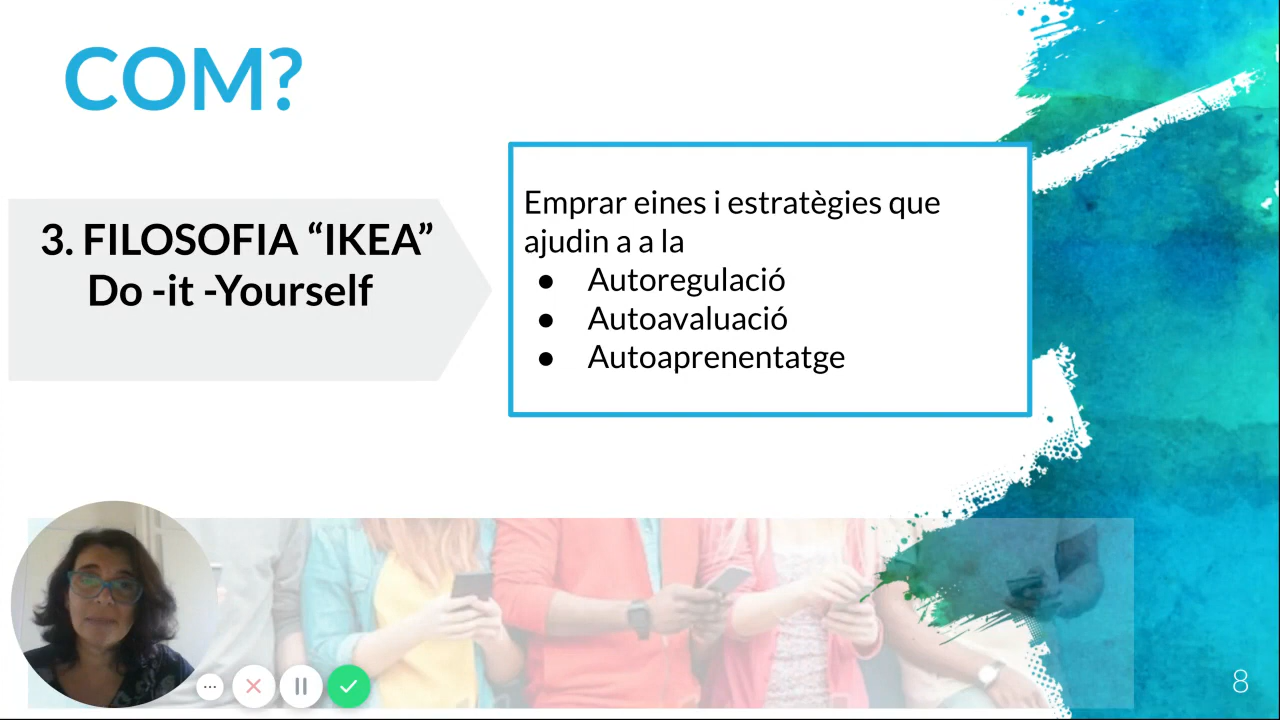 COM?
3. FILOSOFIA “IKEA”
Do -it -Yourself
Emprar eines i estratègies que
ajudin a a la
● Autoregulació
● Autoavaluació
● Autoaprenentatge
8